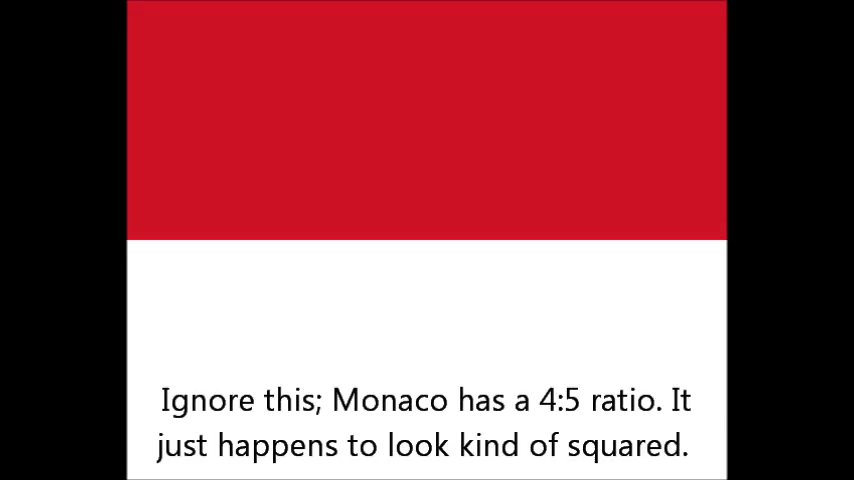 Ignore this; Monaco has a 4:5 ratio. It
just happens to look kind of squared.